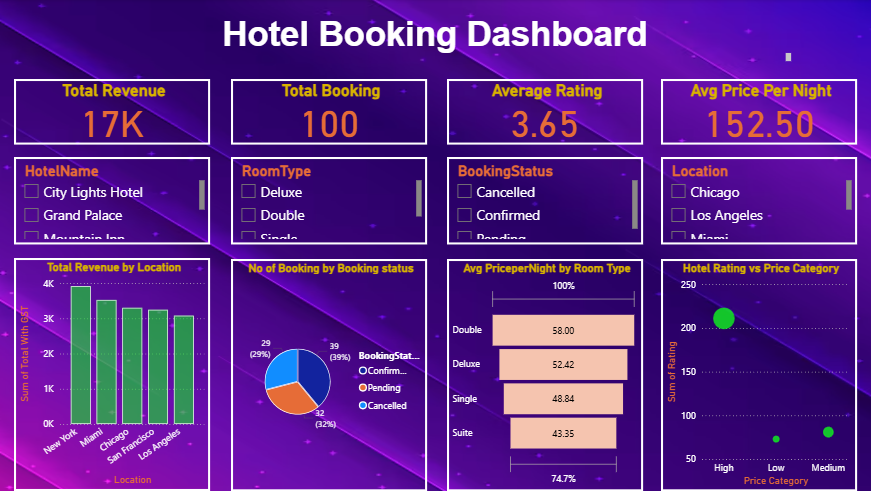 Hotel Booking Dashboard
Total Revenue
17K
Total Booking
100
Average Rating
3.65
Avg Price Per Night
152.50
HotelName
City Lights Hotel
Grand Palace
Mountain Inn
RoomType
Deluxe
Double
Single
BookingStatus
Cancelled
Confirmed
Pending
Location
Chicago
Los Angeles
Miami
Total Revenue by Location
Sum of Total With GST
4K
3K
2K
1K
0K
New York
Miami
Chicago
San Francisco
Los Angeles
Location
No of Booking by Booking status
29
(29%)
39
(39%)
32
(32%)
BookingStat...
Confirm...
Pending
Cancelled
Avg PriceperNight by Room Type
100%
Double 58.00
Deluxe 52.42
Single 48.84
Suite 43.35
74.7%
Hotel Rating vs Price Category
Sum of Rating
250
200
150
100
50
High Low Medium
Price Category